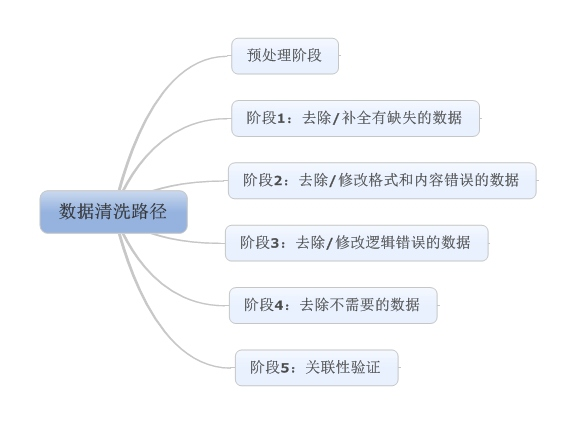 预处理阶段
阶段1：去除/补全有缺失的数据
阶段2：去除/修改格式和内容错误的数据
数据清洗路径
阶段3：去除/修改逻辑错误的数据
阶段4：去除不需要的数据
阶段5：关联性验证